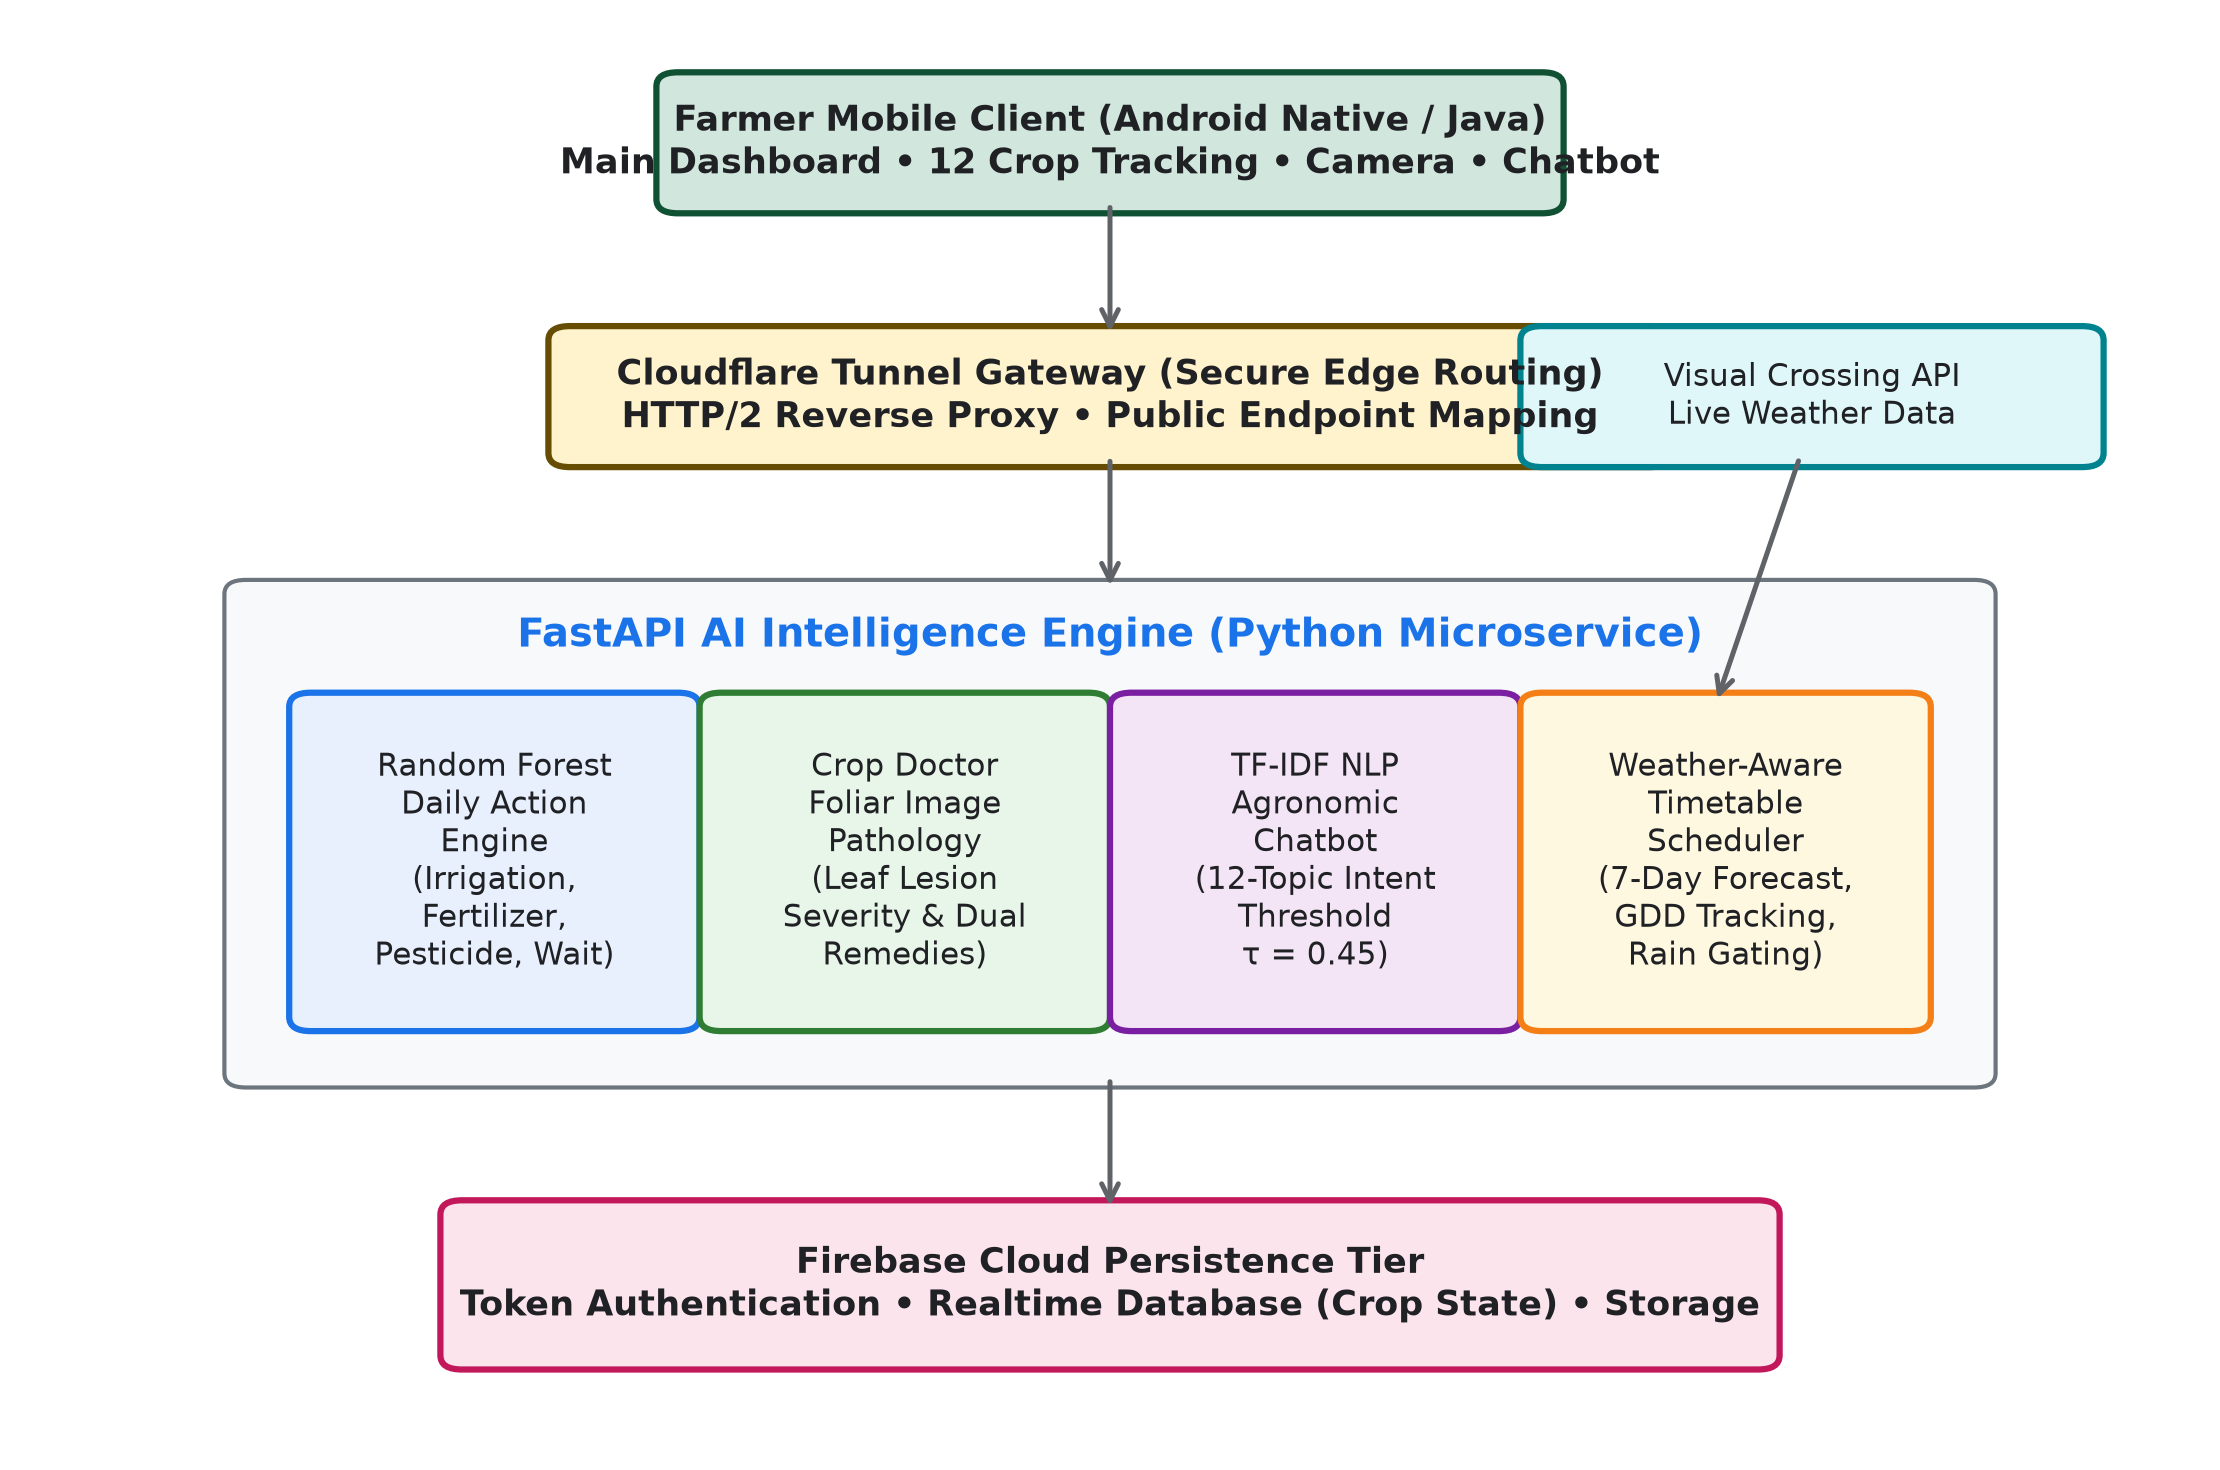 Farmer Mobile Client (Android Native / Java)
Main Dashboard • 12 Crop Tracking • Camera • Chatbot
Cloudflare Tunnel Gateway (Secure Edge Routing)
HTTP/2 Reverse Proxy • Public Endpoint Mapping
Visual Crossing API
Live Weather Data
FastAPI AI Intelligence Engine (Python Microservice)
Random Forest
Daily Action
Engine
(Irrigation,
Fertilizer,
Pesticide, Wait)
Crop Doctor
Foliar Image
Pathology
(Leaf Lesion
Severity & Dual
Remedies)
TF-IDF NLP
Agronomic
Chatbot
(12-Topic Intent
Threshold
τ = 0.45)
Weather-Aware
Timetable
Scheduler
(7-Day Forecast,
GDD Tracking,
Rain Gating)
Firebase Cloud Persistence Tier
Token Authentication • Realtime Database (Crop State) • Storage